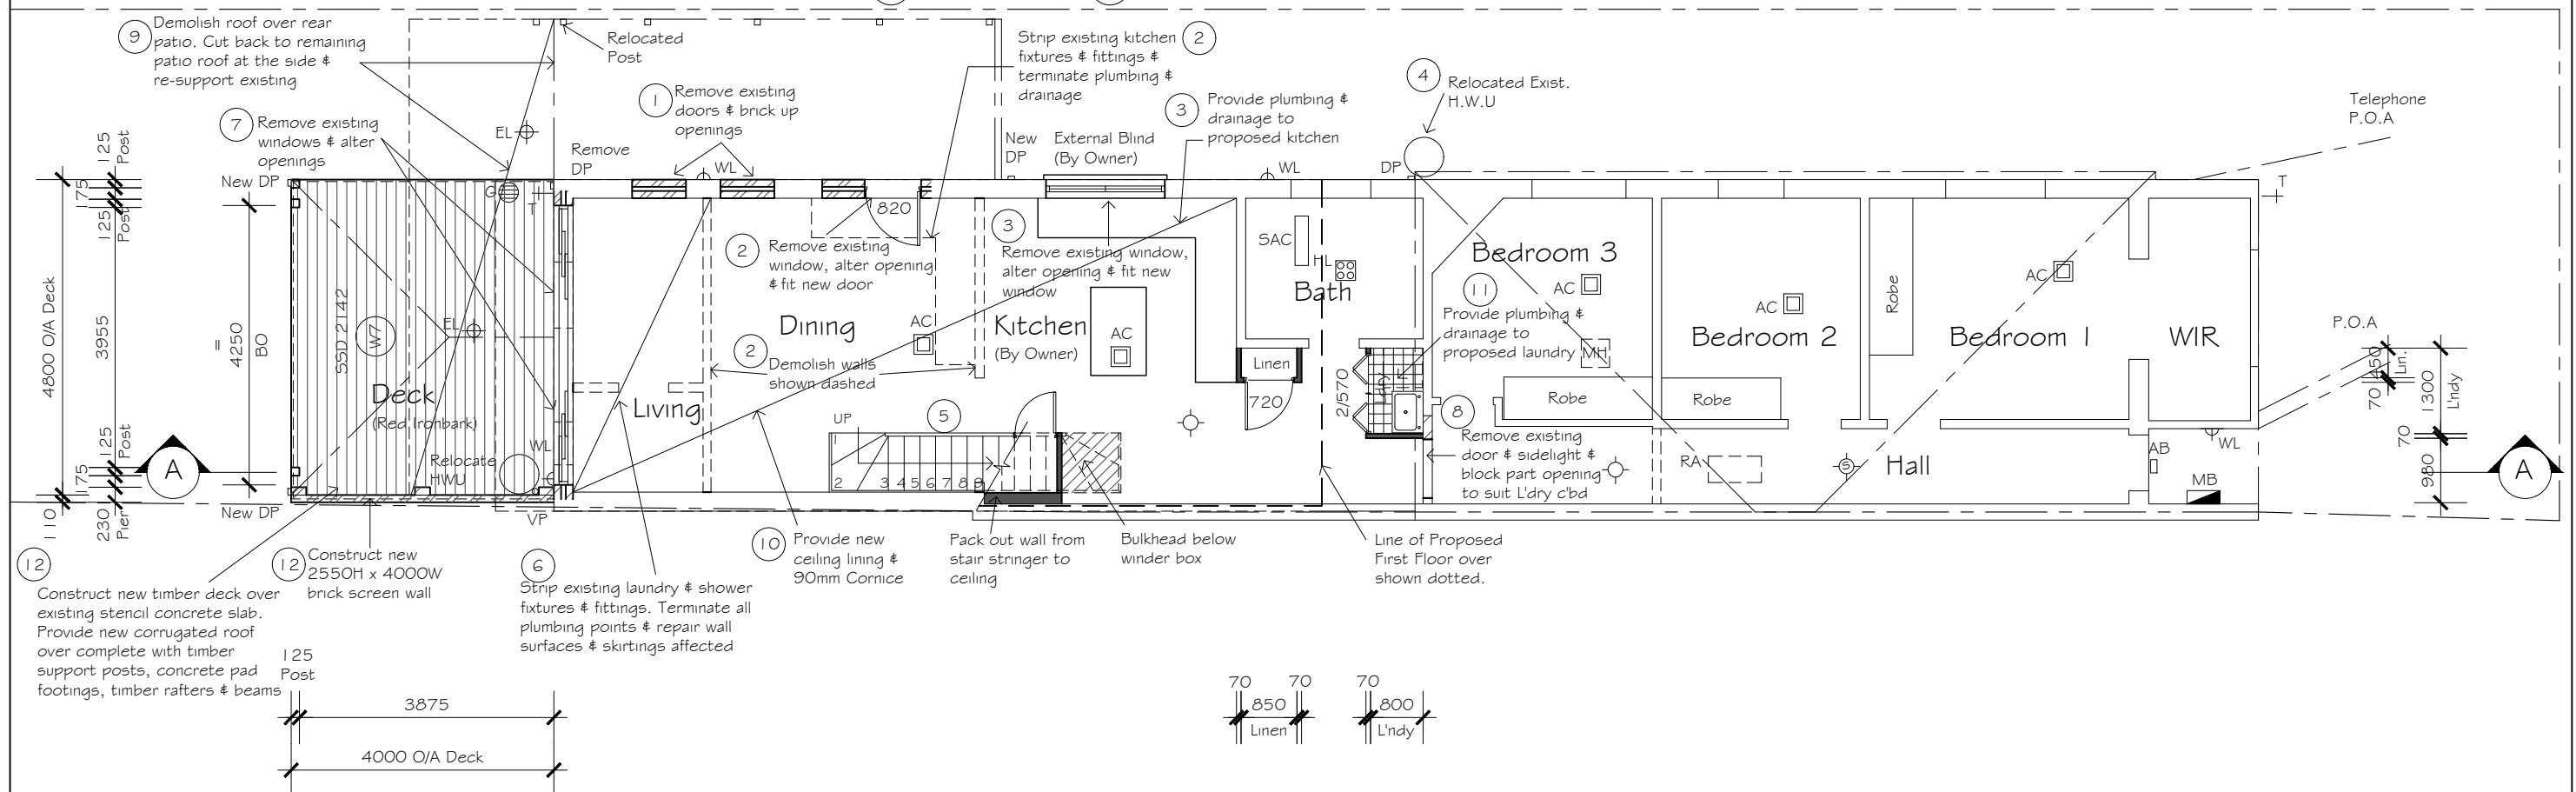 9
Demolish roof over rear
patio. Cut back to remaining
patio roof at the side &
re-support existing
Relocated
Post
Strip existing kitchen
fixtures & fittings &
terminate plumbing &
drainage
2
4
Relocated Exist.
H.W.U
Telephone
P.O.A
7
Remove existing
windows & alter
openings
EL
1
Remove existing
doors & brick up
openings
3
Provide plumbing &
drainage to
proposed kitchen
Remove
DP
WL
New
DP
External Blind
(By Owner)
WL
DP
T
125
Post
175
125
Post
4800 O/A Deck
3955
=
4250
BO
125
Post
175
110
230
Pier
New DP
G
T
820
2
Remove existing
window, alter opening
& fit new door
3
Remove existing window,
alter opening & fit new
window
SAC
HL
Bath
Bedroom 3
AC
11
Provide plumbing &
drainage to
proposed laundry
MH
AC
Bedroom 2
Robe
AC
Bedroom 1
WIR
P.O.A
SSD 2142
W7
EL
Deck
(Red Ironbark)
Dining
AC
Kitchen
(By Owner)
AC
2
Demolish walls
shown dashed
Living
Linen
720
2/570
Robe
Robe
450
Lin.
70
1300
L'ndy
70
980
A
Relocate
HWU
WL
UP
5
1
2
3 4 5 6 7 8 9
8
Remove existing
door & sidelight &
block part opening
to suit L'dry c'bd
RA
S
Hall
AB
WL
MB
A
New DP
VP
12
Construct new timber deck over
existing stencil concrete slab.
Provide new corrugated roof
over complete with timber
support posts, concrete pad
footings, timber rafters & beams
12
Construct new
2550H x 4000W
brick screen wall
6
Strip existing laundry & shower
fixtures & fittings. Terminate all
plumbing points & repair wall
surfaces & skirtings affected
10
Provide new
ceiling lining &
90mm Cornice
Pack out wall from
stair stringer to
ceiling
Bulkhead below
winder box
Line of Proposed
First Floor over
shown dotted.
125
Post
3875
4000 O/A Deck
70
850
70
Linen
70
800
L'ndy